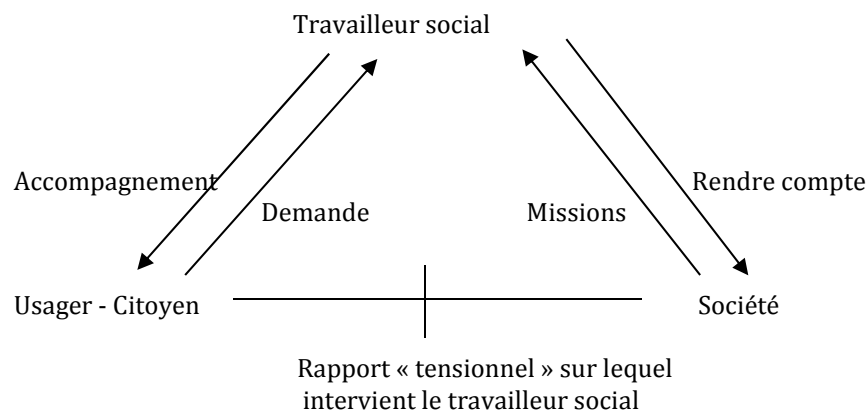 Travailleur social
Accompagnement
Rendre compte
Demande
Missions
Usager - Citoyen
Société
Rapport « tensionnel » sur lequel
intervient le travailleur social